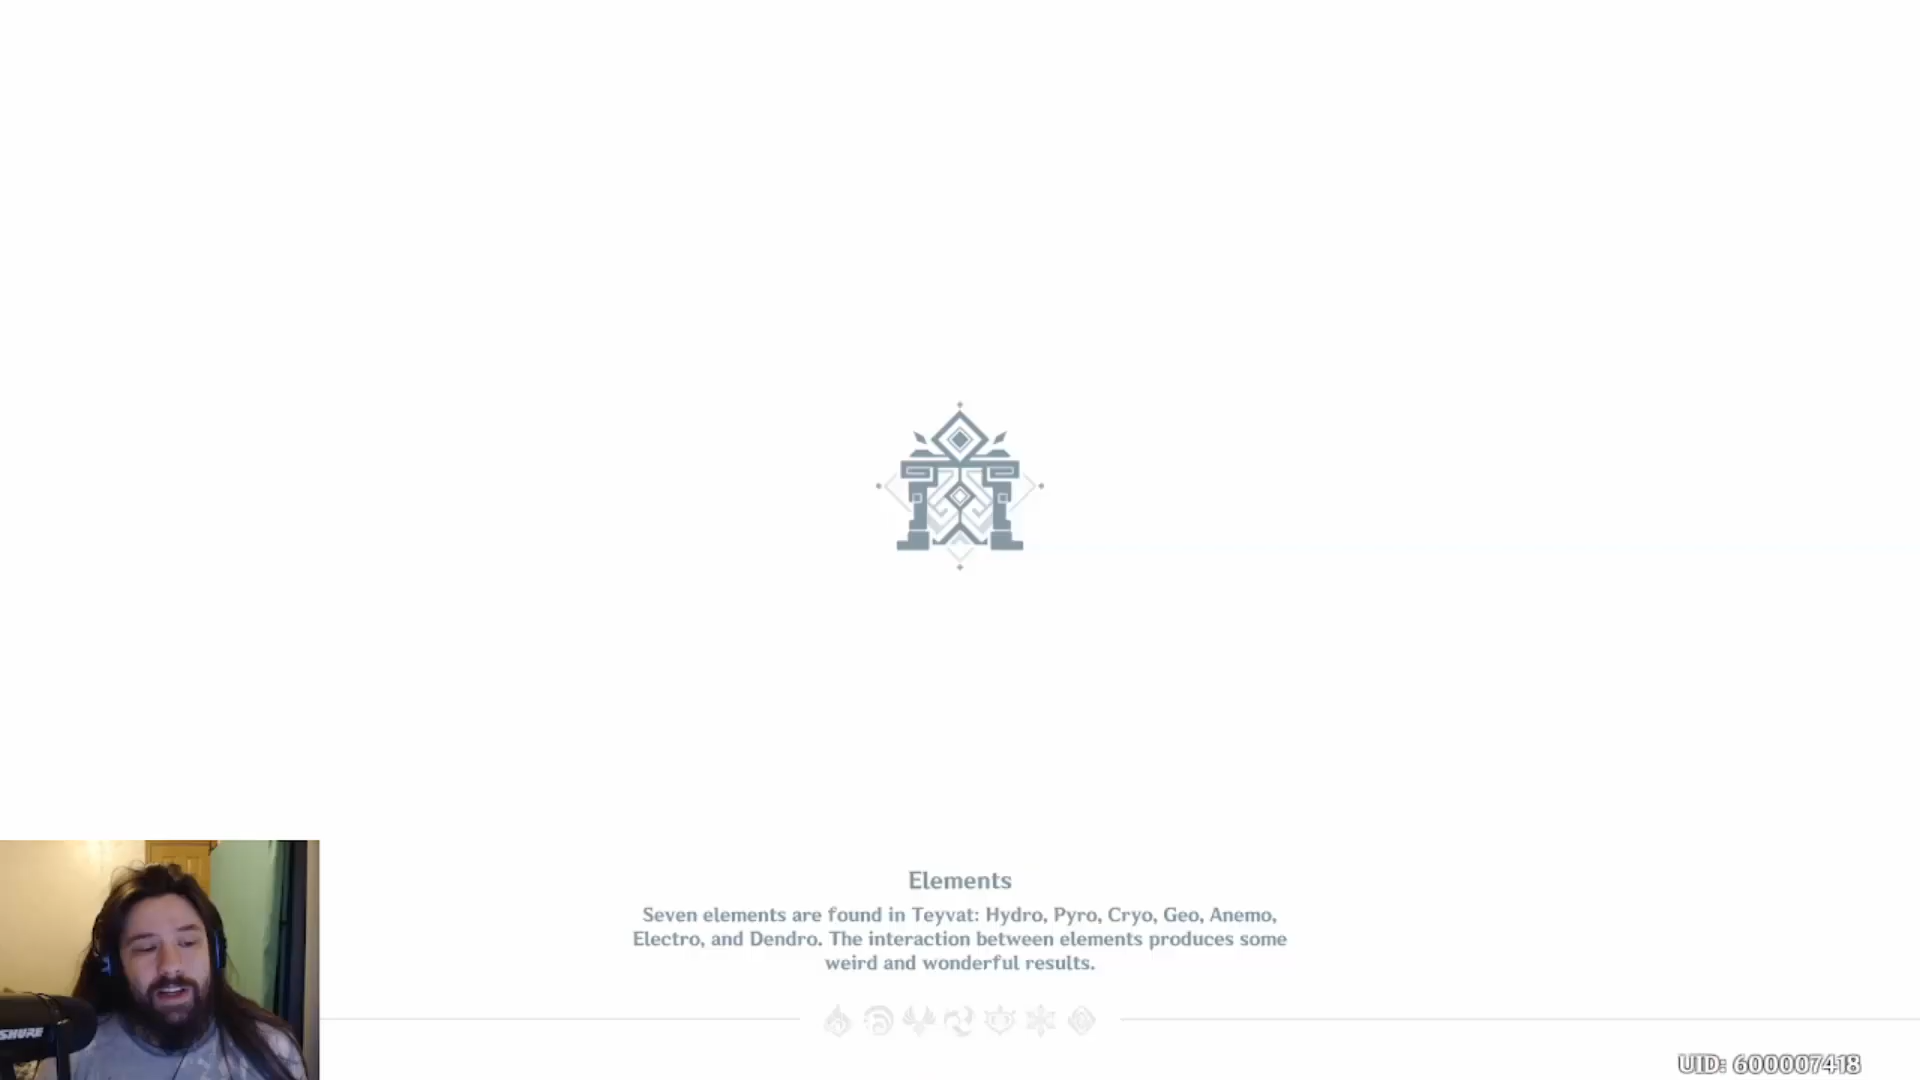 Elements
Seven elements are found in Teyvat: Hydro, Pyro, Cryo, Geo, Anemo,
Electro, and Dendro. The interaction between elements produces some
weird and wonderful results.
SHURE
UID: 600007418